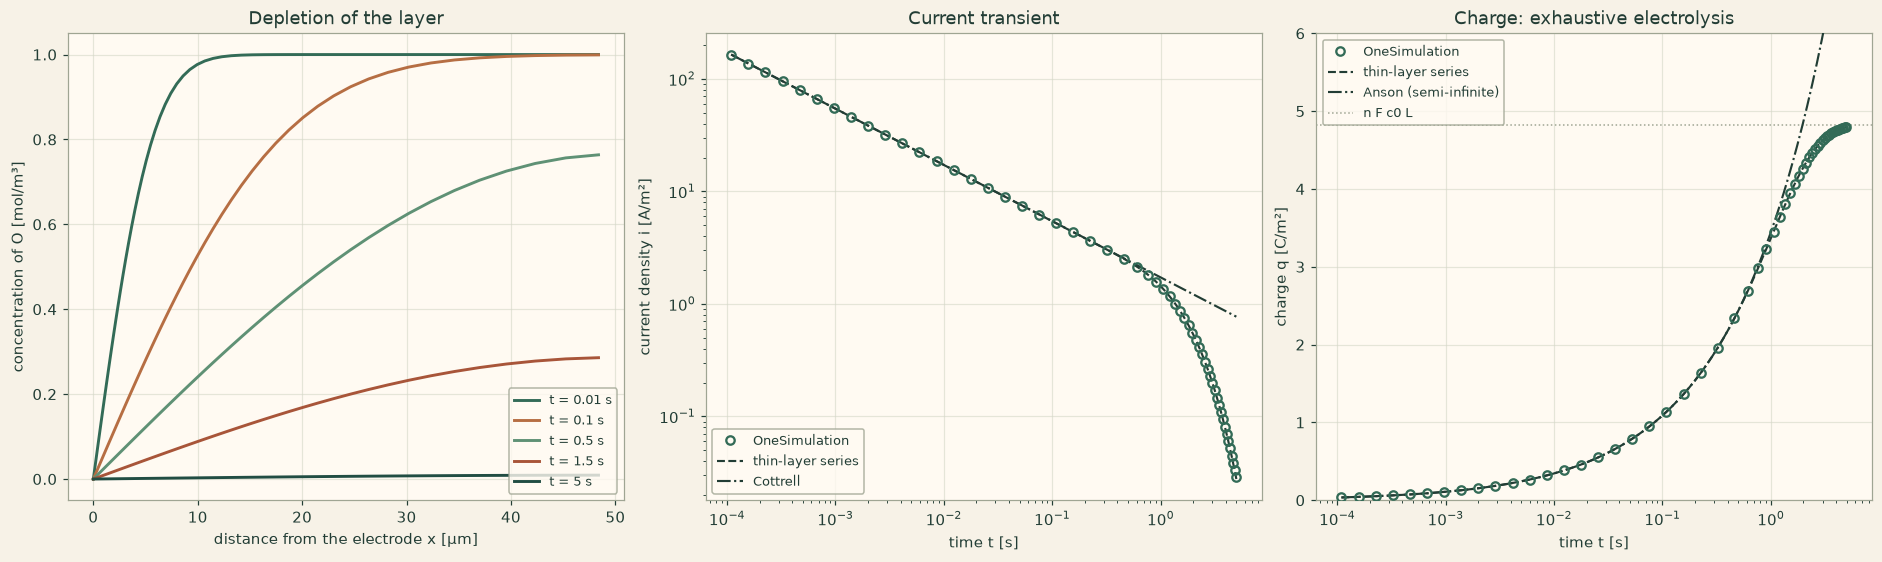 Depletion of the layer
concentration of O [mol/m³]
1.0
0.8
0.6
0.4
0.2
0.0
t = 0.01 s
t = 0.1 s
t = 0.5 s
t = 1.5 s
t = 5 s
0 10 20 30 40 50
distance from the electrode x [µm]
Current transient
current density i [A/m²]
10²
10¹
10⁰
10⁻¹
OneSimulation
thin-layer series
Cottrell
10⁻⁴ 10⁻³ 10⁻² 10⁻¹ 10⁰
time t [s]
Charge: exhaustive electrolysis
charge q [C/m²]
6
5
4
3
2
1
0
OneSimulation
thin-layer series
Anson (semi-infinite)
n F c0 L
10⁻⁴ 10⁻³ 10⁻² 10⁻¹ 10⁰
time t [s]